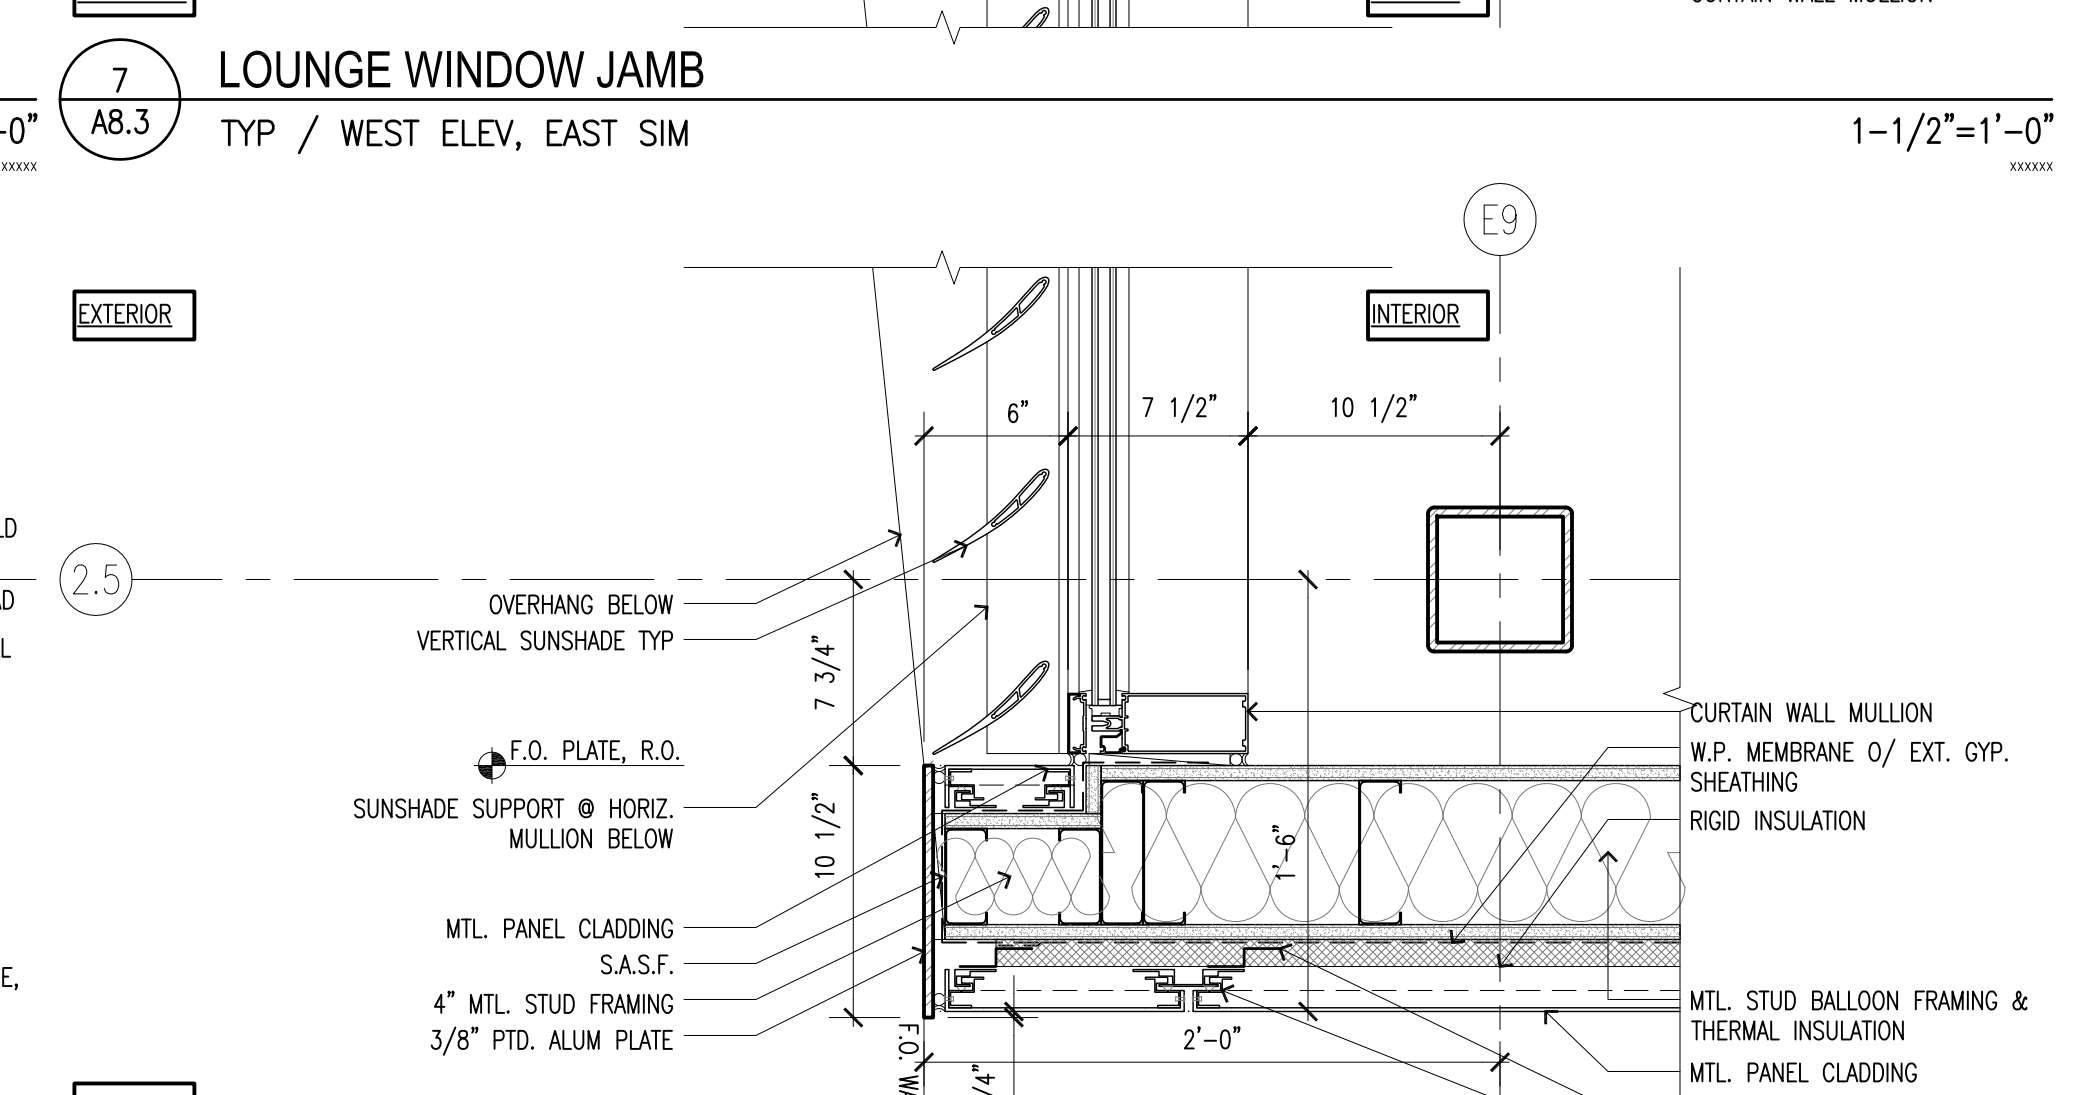 7
A8.3
LOUNGE WINDOW JAMB
TYP / WEST ELEV, EAST SIM
1-1/2"=1'-0"
xxxxxx
-0"
xxxxx
E9
EXTERIOR
INTERIOR
6"
7 1/2"
10 1/2"
2.5
OVERHANG BELOW
VERTICAL SUNSHADE TYP
7 3/4"
F.O. PLATE, R.O.
SUNSHADE SUPPORT @ HORIZ.
MULLION BELOW
10 1/2"
1'-6"
MTL. PANEL CLADDING
S.A.S.F.
4" MTL. STUD FRAMING
3/8" PTD. ALUM PLATE
CURTAIN WALL MULLION
W.P. MEMBRANE O/ EXT. GYP.
SHEATHING
RIGID INSULATION
MTL. STUD BALLOON FRAMING &
THERMAL INSULATION
MTL. PANEL CLADDING
2'-0"
F.O.
/4"